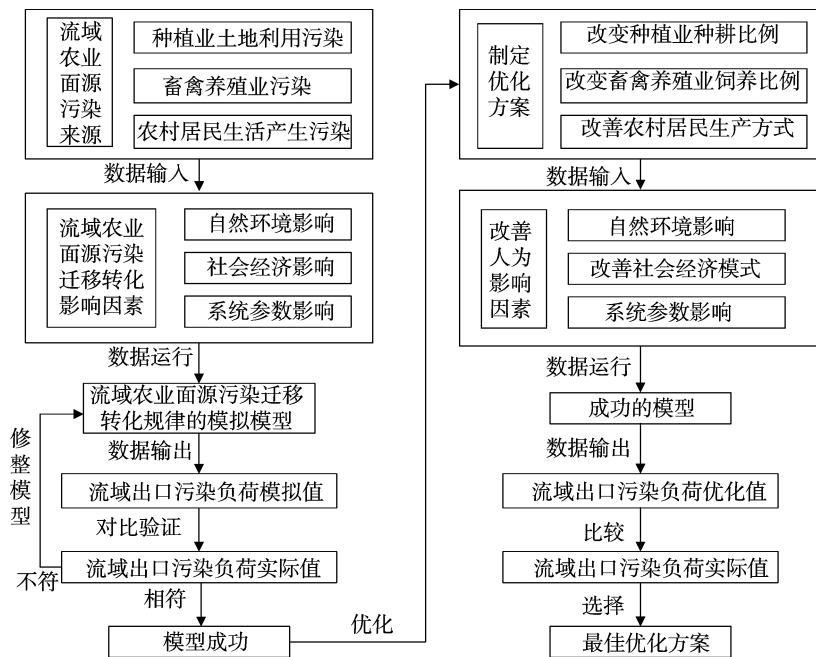 流域
农业
面源
污染
来源
种植业土地利用污染
畜禽养殖业污染
农村居民生活产生污染
数据输入
流域农业
面源污染
迁移转化
影响因素
自然环境影响
社会经济影响
系统参数影响
数据运行
流域农业面源污染迁移
转化规律的模拟模型
数据输出
流域出口污染负荷模拟值
对比验证
流域出口污染负荷实际值
修
整
模
型
不符
相符
模型成功
优化
制定
优化
方案
改变种植业种耕比例
改变畜禽养殖业饲养比例
改善农村居民生产方式
数据输入
改善
人为
影响
因素
自然环境影响
改善社会经济模式
系统参数影响
数据运行
成功的模型
数据输出
流域出口污染负荷优化值
比较
流域出口污染负荷实际值
选择
最佳优化方案